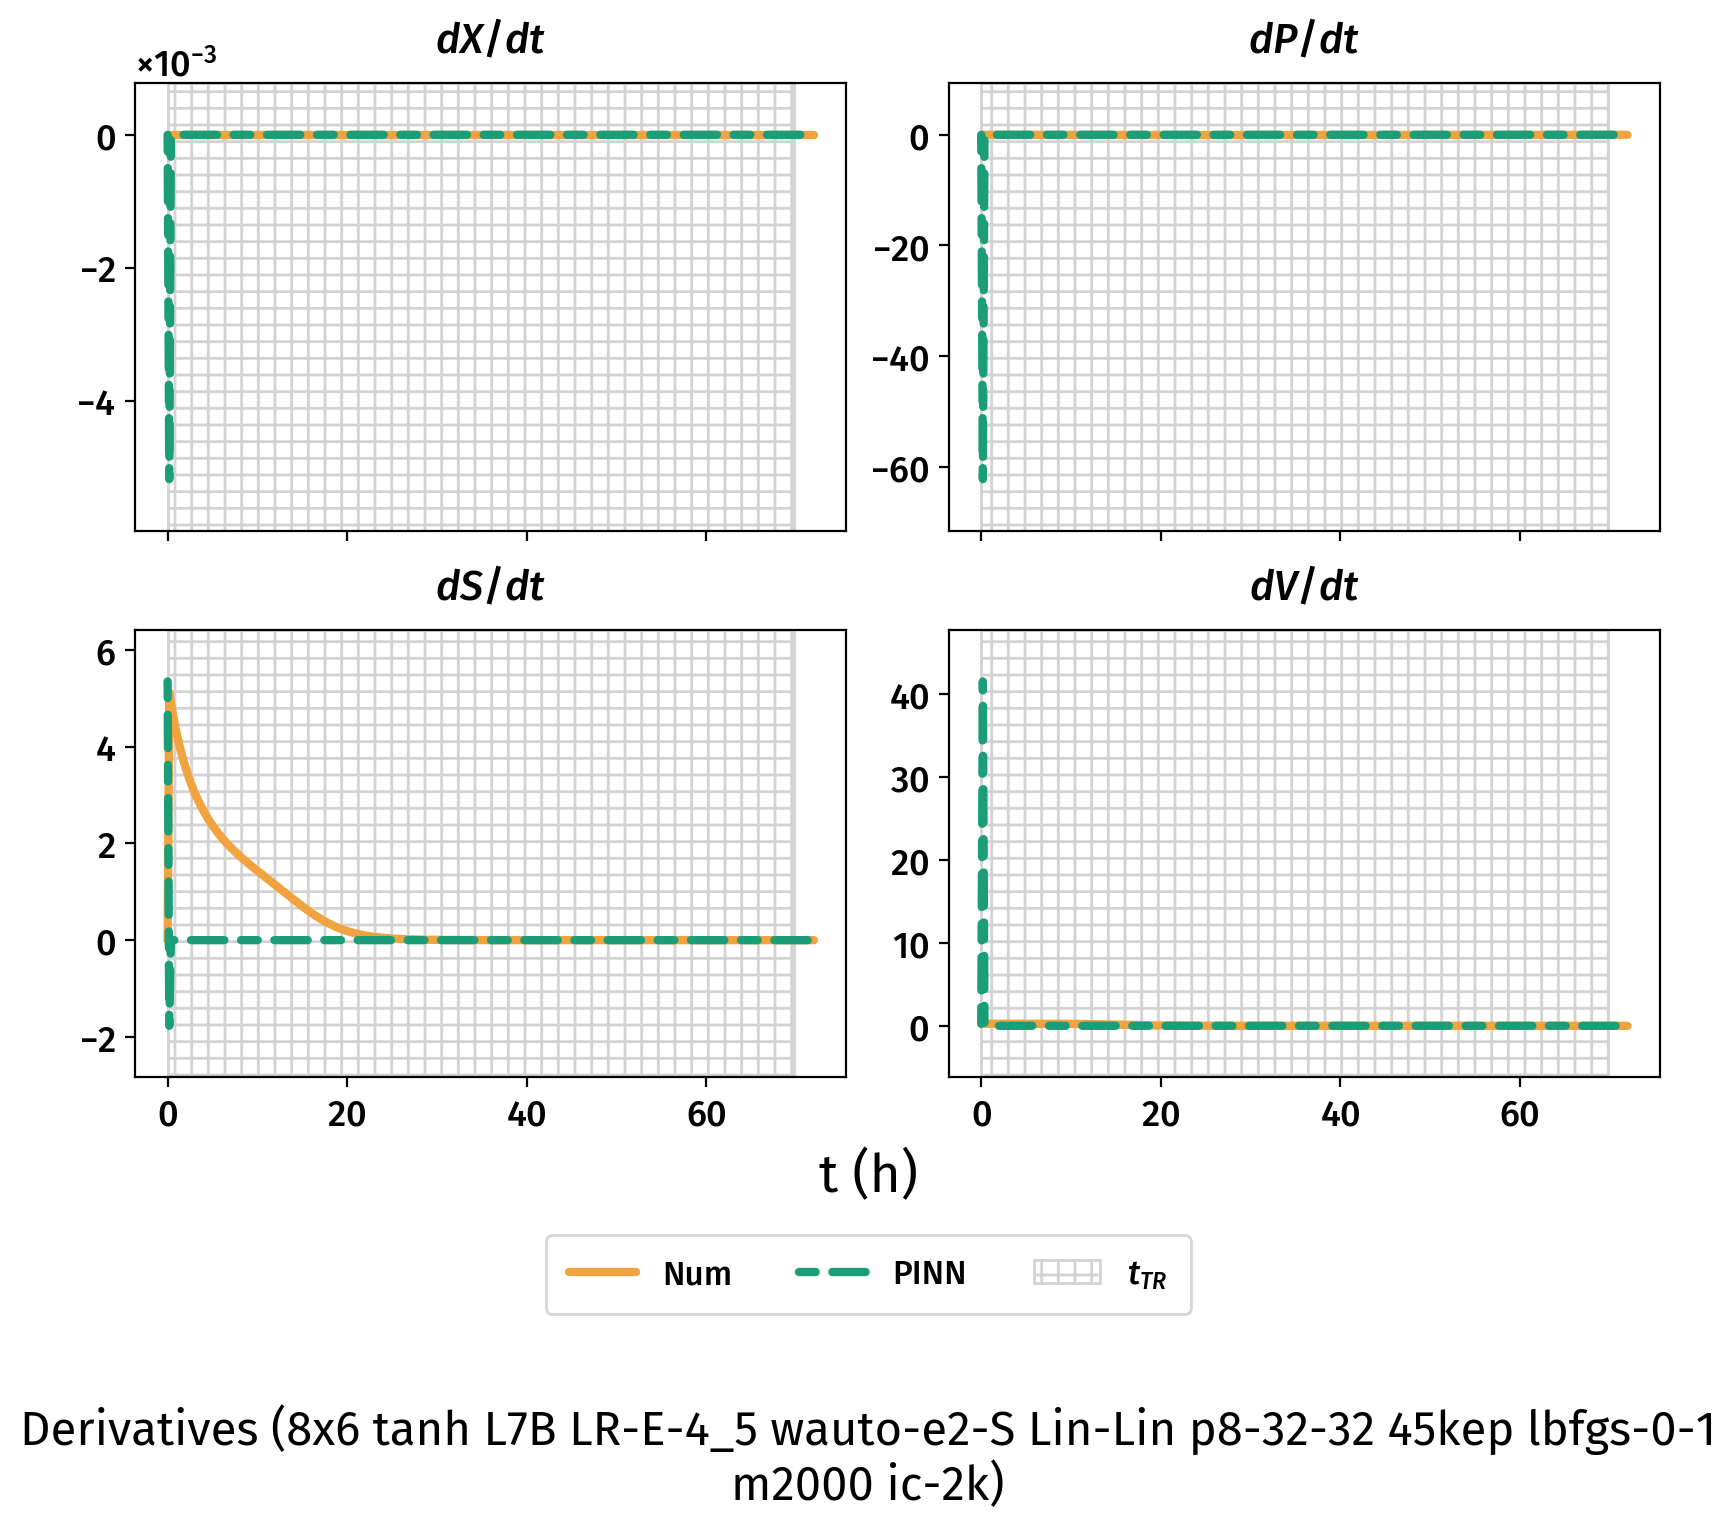 dX/dt dP/dt
×10⁻³
0
−2
−4
0
−20
−40
−60
dS/dt dV/dt
6
4
2
0
−2
40
30
20
10
0
0 20 40 60 0 20 40 60
t (h)
Num PINN t_TR
Derivatives (8x6 tanh L7B LR-E-4_5 wauto-e2-S Lin-Lin p8-32-32 45kep lbfgs-0-1
m2000 ic-2k)